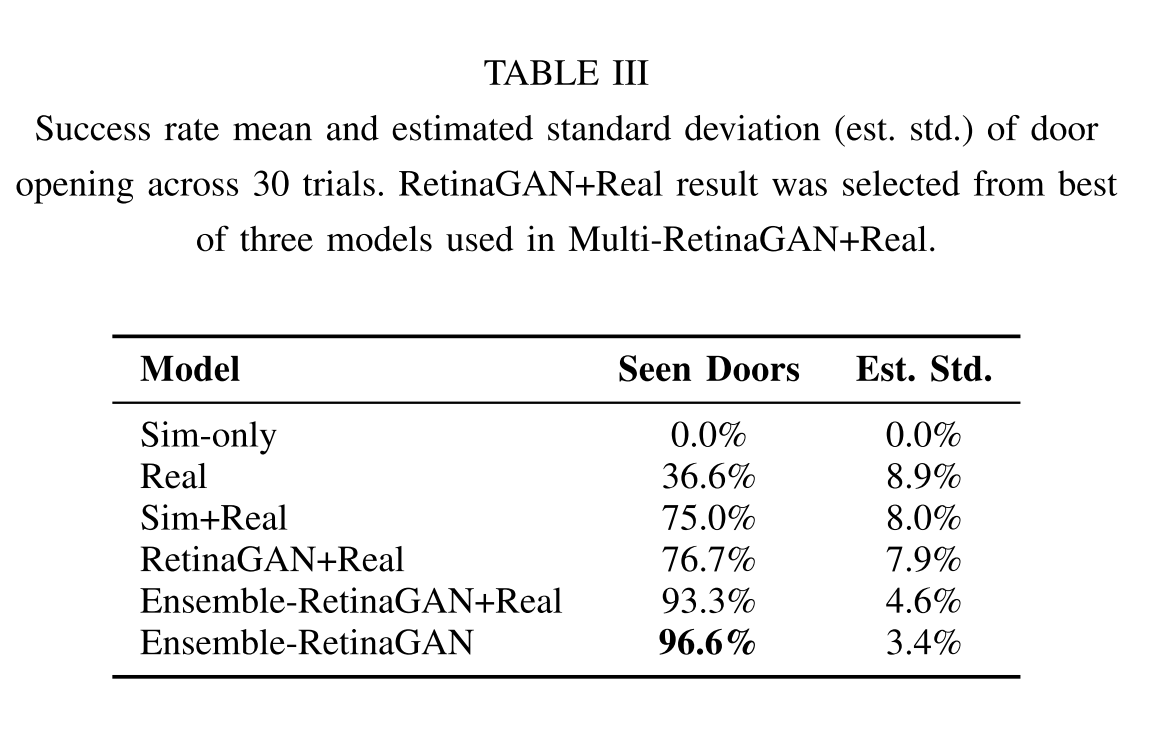 TABLE III
Success rate mean and estimated standard deviation (est. std.) of door
opening across 30 trials. RetinaGAN+Real result was selected from best
of three models used in Multi-RetinaGAN+Real.
Model Seen Doors Est. Std.
Sim-only 0.0% 0.0%
Real 36.6% 8.9%
Sim+Real 75.0% 8.0%
RetinaGAN+Real 76.7% 7.9%
Ensemble-RetinaGAN+Real 93.3% 4.6%
Ensemble-RetinaGAN 96.6% 3.4%